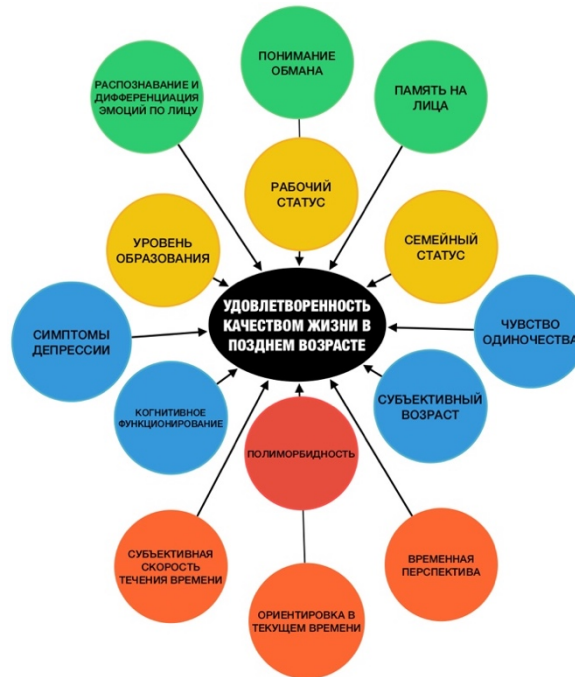 ПОНИМАНИЕ
ОБМАНА
РАСПОЗНАВАНИЕ И
ДИФФЕРЕНЦИАЦИЯ
ЭМОЦИЙ ПО ЛИЦУ
ПАМЯТЬ НА
ЛИЦА
РАБОЧИЙ
СТАТУС
УРОВЕНЬ
ОБРАЗОВАНИЯ
СЕМЕЙНЫЙ
СТАТУС
УДОВЛЕТВОРЕННОСТЬ
КАЧЕСТВОМ ЖИЗНИ В
ПОЗДНЕМ ВОЗРАСТЕ
СИМПТОМЫ
ДЕПРЕССИИ
ЧУВСТВО
ОДИНОЧЕСТВА
КОГНИТИВНОЕ
ФУНКЦИОНИРОВАНИЕ
СУБЪЕКТИВНЫЙ
ВОЗРАСТ
ПОЛИМОРБИДНОСТЬ
СУБЪЕКТИВНАЯ
СКОРОСТЬ
ТЕЧЕНИЯ ВРЕМЕНИ
ВРЕМЕННАЯ
ПЕРСПЕКТИВА
ОРИЕНТИРОВКА В
ТЕКУЩЕМ ВРЕМЕНИ